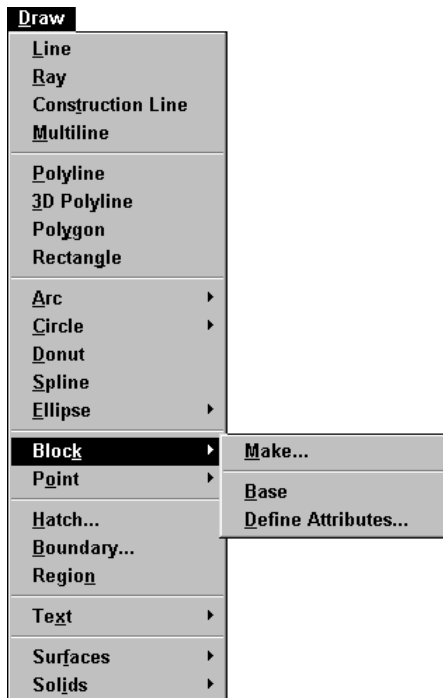 Draw
Line
Ray
Construction Line
Multiline
Polyline
3D Polyline
Polygon
Rectangle
Arc
Circle
Donut
Spline
Ellipse
Block
Point
Hatch...
Boundary...
Region
Text
Surfaces
Solids
Make...
Base
Define Attributes...